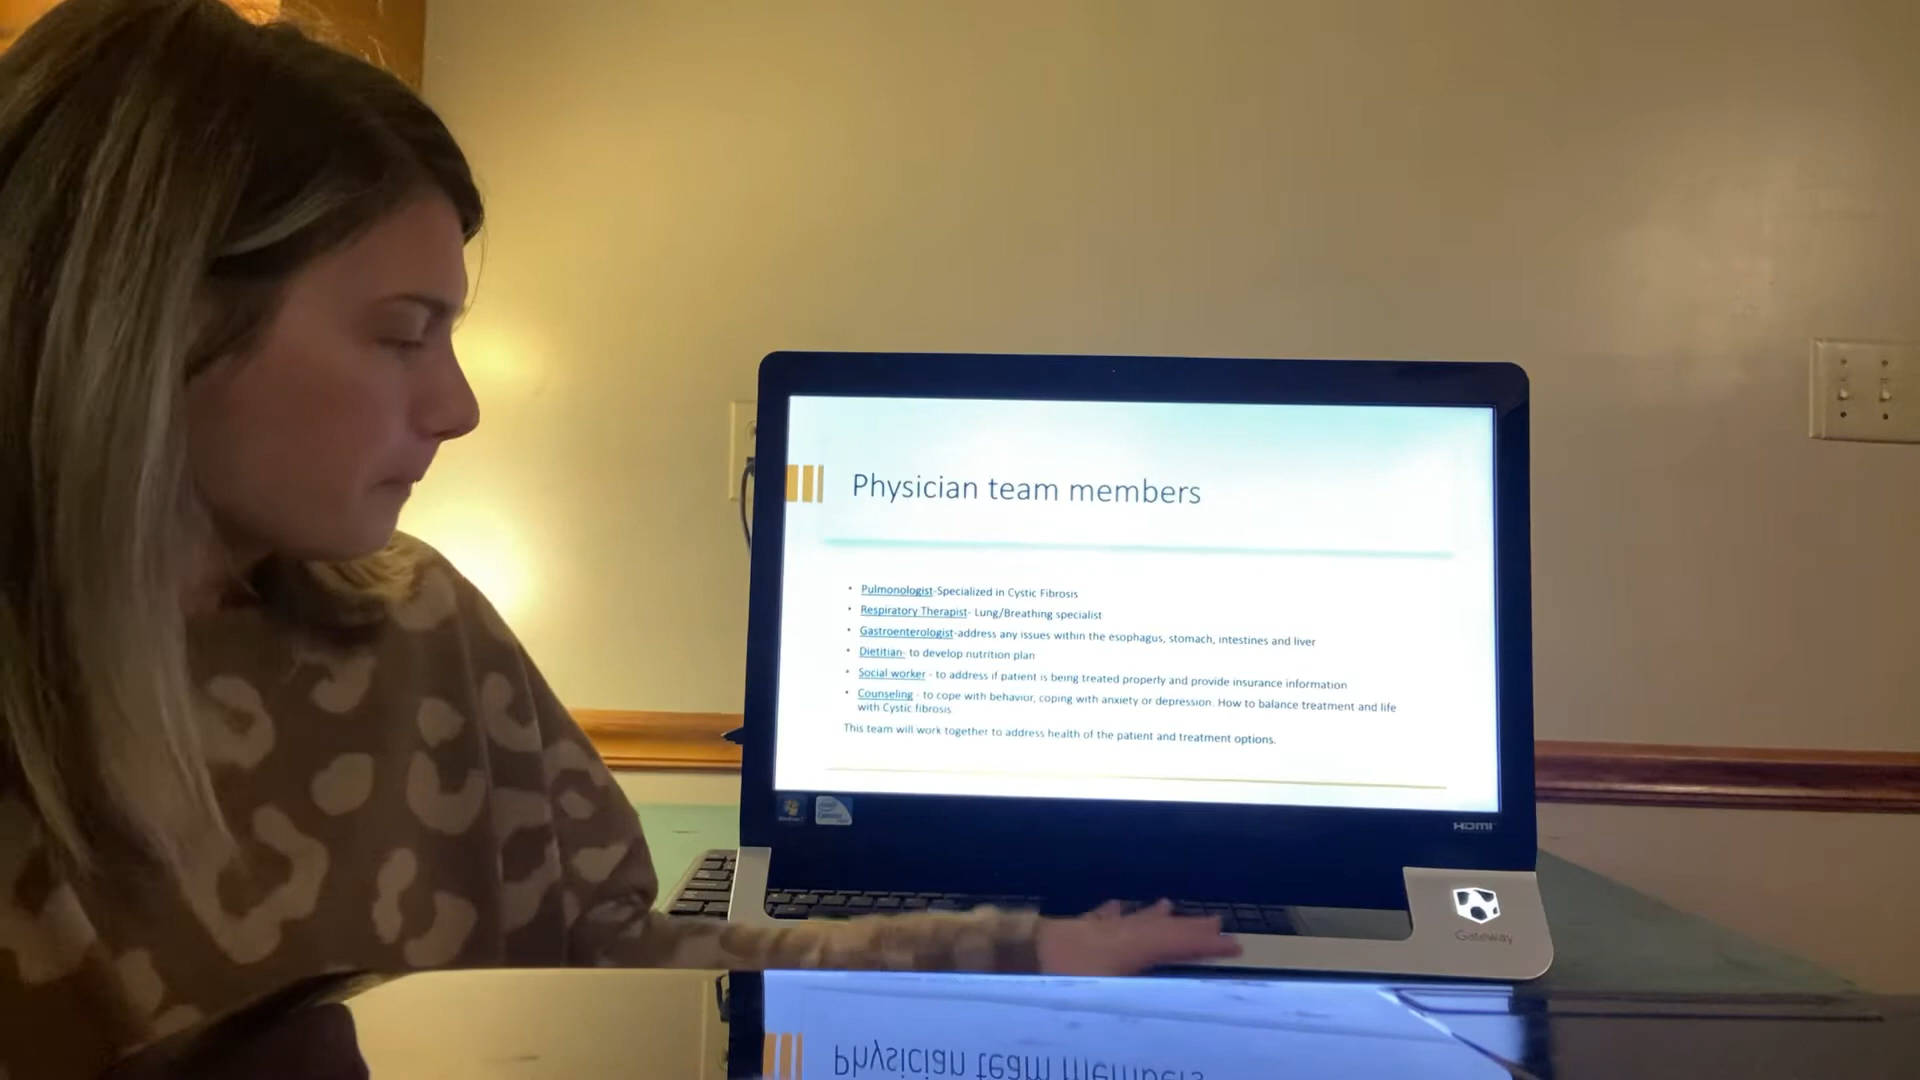 Physician team members
• Pulmonologist-Specialized in Cystic Fibrosis
• Respiratory Therapist- Lung/Breathing specialist
• Gastroenterologist-address any issues within the esophagus, stomach, intestines and liver
• Dietitian- to develop nutrition plan
• Social worker - to address if patient is being treated properly and provide insurance information
• Counseling - to cope with behavior, coping with anxiety or depression. How to balance treatment and life
with Cystic fibrosis
This team will work together to address health of the patient and treatment options.
HDMI
Gateway
Physician team members